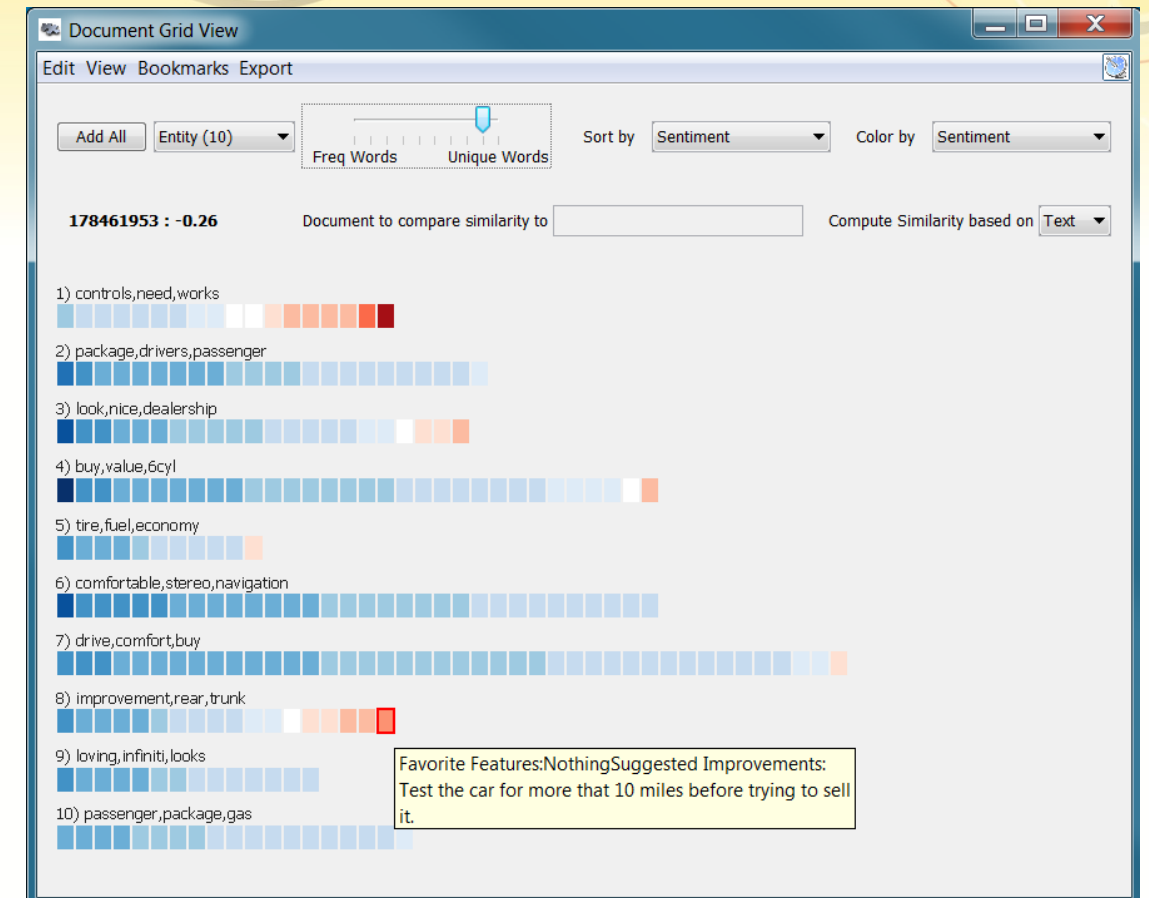 Document Grid View
Edit View Bookmarks Export
Add All Entity (10) Freq Words Unique Words Sort by Sentiment Color by Sentiment
178461953 : -0.26 Document to compare similarity to Compute Similarity based on Text
1) controls,need,works
2) package,drivers,passenger
3) look,nice,dealership
4) buy,value,6cyl
5) tire,fuel,economy
6) comfortable,stereo,navigation
7) drive,comfort,buy
8) improvement,rear,trunk
9) loving,infiniti,looks
Favorite Features:NothingSuggested Improvements:
Test the car for more that 10 miles before trying to sell
it.
10) passenger,package,gas